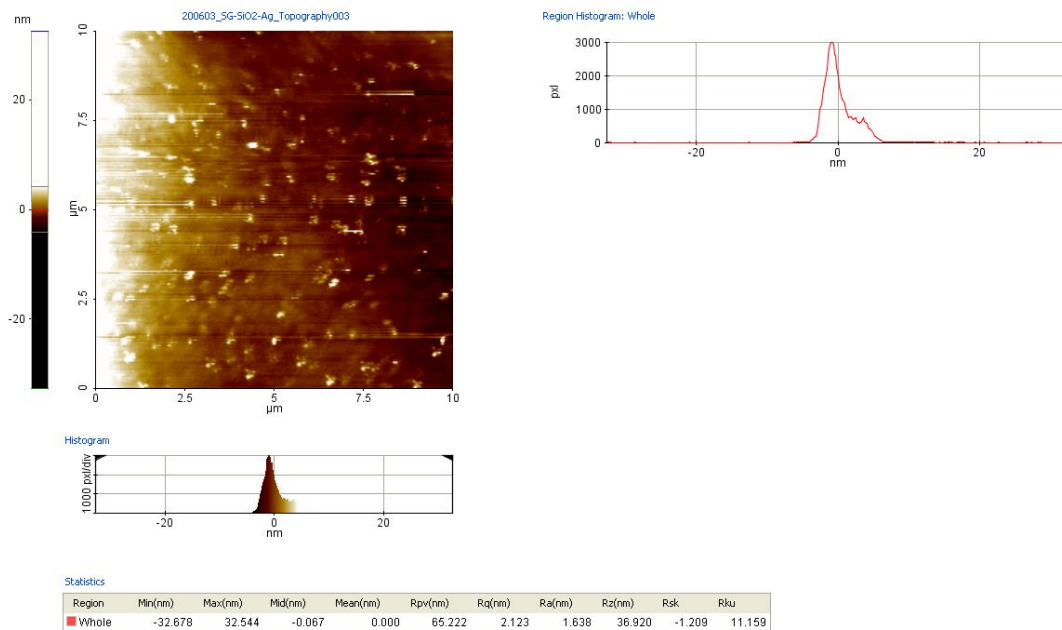 nm
200603_SG-SiO2-Ag_Topography003
Region Histogram: Whole
20
0
-20
10
7.5
5
µm
2.5
0
0 2.5 5 7.5 10
µm
3000
2000
1000
0
pxl
-20 0 20
nm
Histogram
1000 pxl/div
-20 0 20
nm
Statistics
Region Min(nm) Max(nm) Mid(nm) Mean(nm) Rpv(nm) Rq(nm) Ra(nm) Rz(nm) Rsk Rku
Whole -32.678 32.544 -0.067 0.000 65.222 2.123 1.638 36.920 -1.209 11.159